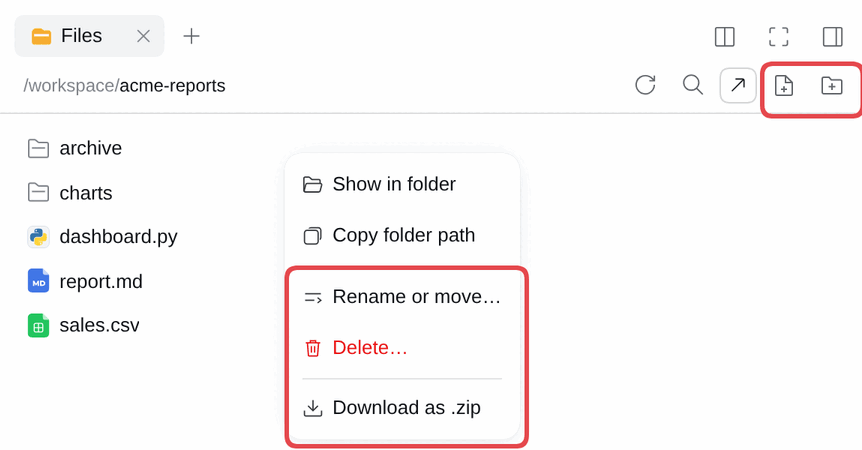 Files
/workspace/acme-reports
archive
charts
dashboard.py
report.md
sales.csv
MD
Show in folder
Copy folder path
Rename or move…
Delete…
Download as .zip